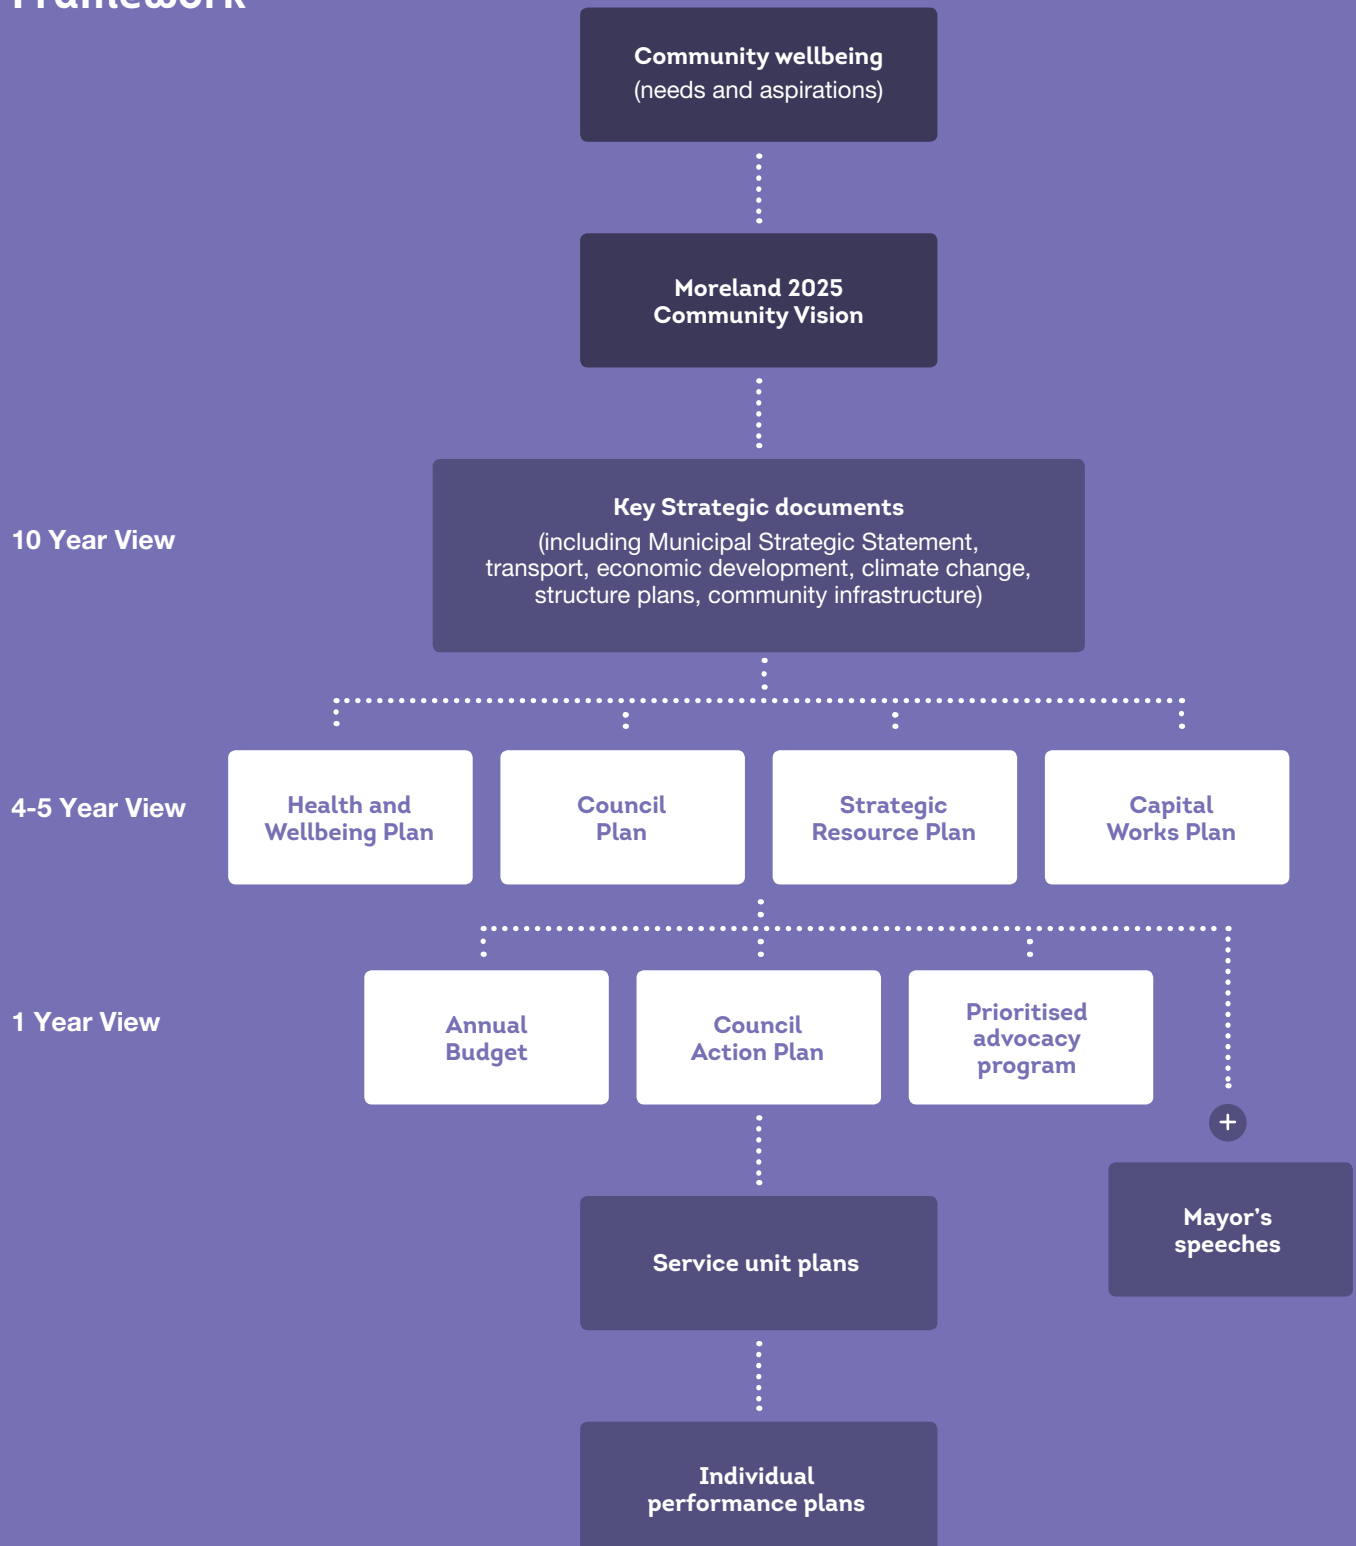 Framework
Community wellbeing
(needs and aspirations)
Moreland 2025
Community Vision
10 Year View
Key Strategic documents
(including Municipal Strategic Statement,
transport, economic development, climate change,
structure plans, community infrastructure)
4-5 Year View
Health and
Wellbeing Plan
Council
Plan
Strategic
Resource Plan
Capital
Works Plan
1 Year View
Annual
Budget
Council
Action Plan
Prioritised
advocacy
program
+
Mayor’s
speeches
Service unit plans
Individual
performance plans